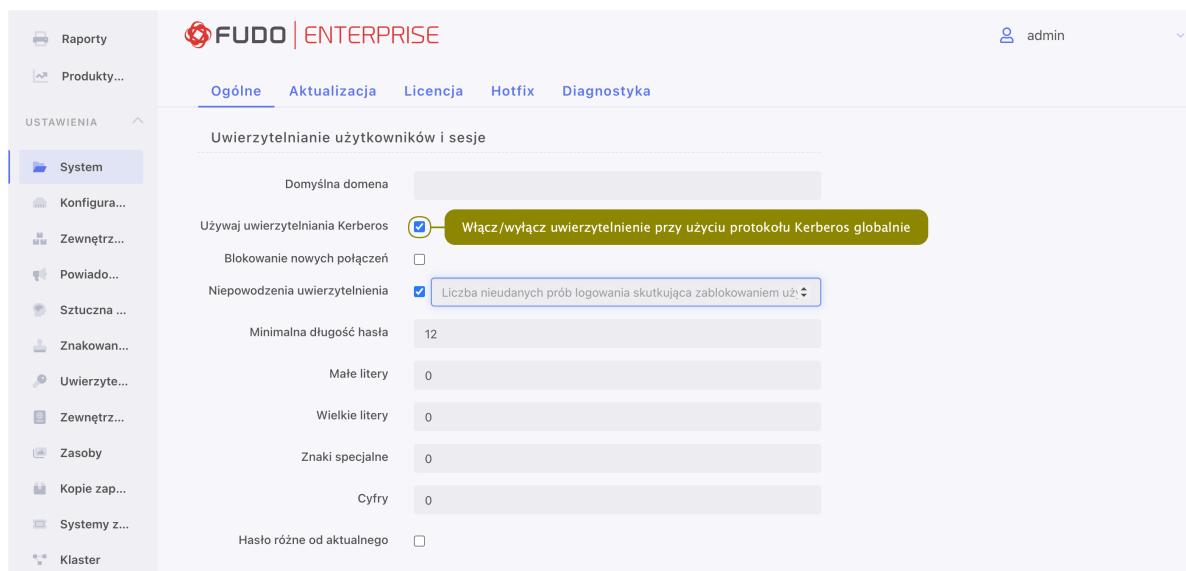 Raporty
FUDO ENTERPRISE
admin
Produkty...
Ogólne Aktualizacja Licencja Hotfix Diagnostyka
USTAWIENIA
Uwierzytelnianie użytkowników i sesje
System
Domyślna domena
Konfigura...
Używaj uwierzytelniania Kerberos
Włącz/wyłącz uwierzytelnienie przy użyciu protokołu Kerberos globalnie
Zewnętrz...
Blokowanie nowych połączeń
Powiado...
Niepowodzenia uwierzytelnienia
Liczba nieudanych prób logowania skutkująca zablokowaniem uż
Sztuczna ...
Minimalna długość hasła 12
Znakowan...
Małe litery 0
Uwierzyte...
Wielkie litery 0
Zewnętrz...
Znaki specjalne 0
Zasoby
Kopie zap...
Cyfry 0
Systemy z...
Hasło różne od aktualnego
Klaster